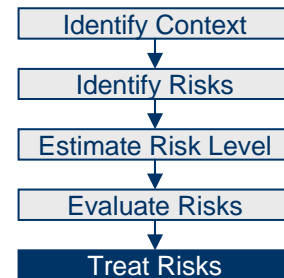 Identify Context
Identify Risks
Estimate Risk Level
Evaluate Risks
Treat Risks